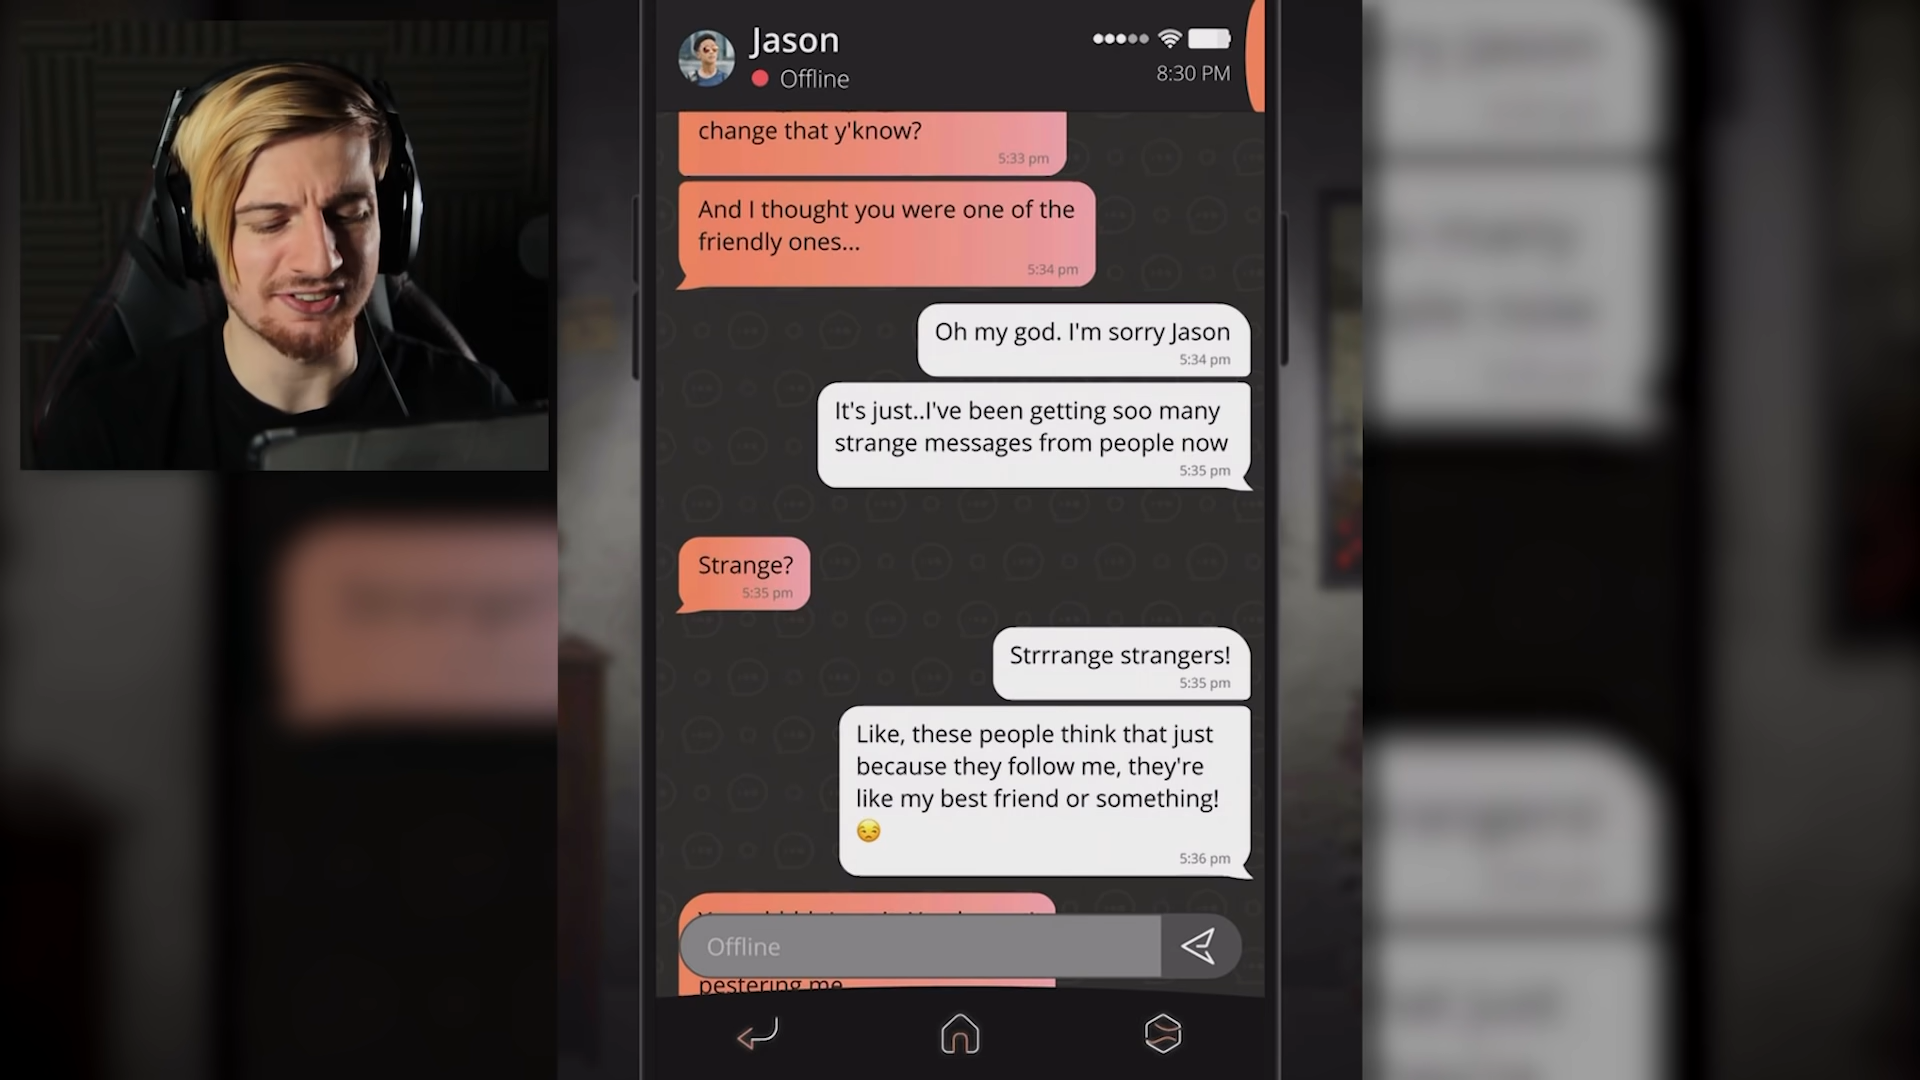 Jason
Offline
8:30 PM
change that y'know?
5:33 pm
And I thought you were one of the
friendly ones...
5:34 pm
Oh my god. I'm sorry Jason
5:34 pm
It's just..I've been getting soo many
strange messages from people now
5:35 pm
Strange?
5:35 pm
Strrrange strangers!
5:35 pm
Like, these people think that just
because they follow me, they're
like my best friend or something!
😒
5:36 pm
Offline
pestering me